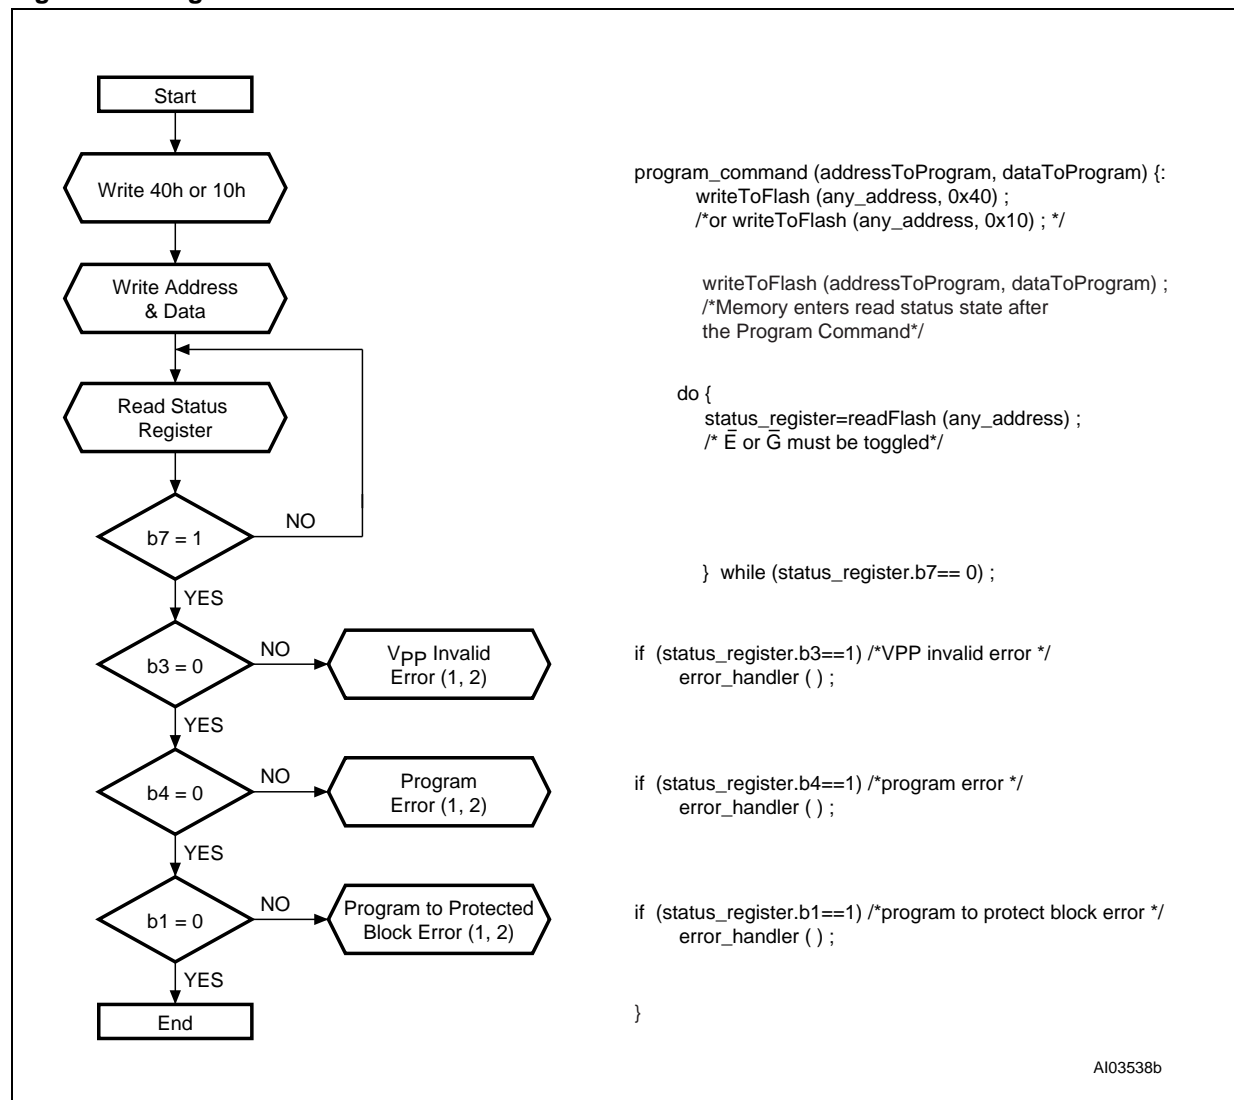 Start
Write 40h or 10h
Write Address
& Data
Read Status
Register
b7 = 1
NO
YES
b3 = 0
NO
VPP Invalid
Error (1, 2)
YES
b4 = 0
NO
Program
Error (1, 2)
YES
b1 = 0
NO
Program to Protected
Block Error (1, 2)
YES
End
program_command (addressToProgram, dataToProgram) {:
writeToFlash (any_address, 0x40) ;
/*or writeToFlash (any_address, 0x10) ; */
writeToFlash (addressToProgram, dataToProgram) ;
/*Memory enters read status state after
the Program Command*/
do {
status_register=readFlash (any_address) ;
/* E̅ or G̅ must be toggled*/
} while (status_register.b7== 0) ;
if (status_register.b3==1) /*VPP invalid error */
error_handler ( ) ;
if (status_register.b4==1) /*program error */
error_handler ( ) ;
if (status_register.b1==1) /*program to protect block error */
error_handler ( ) ;
}
AI03538b